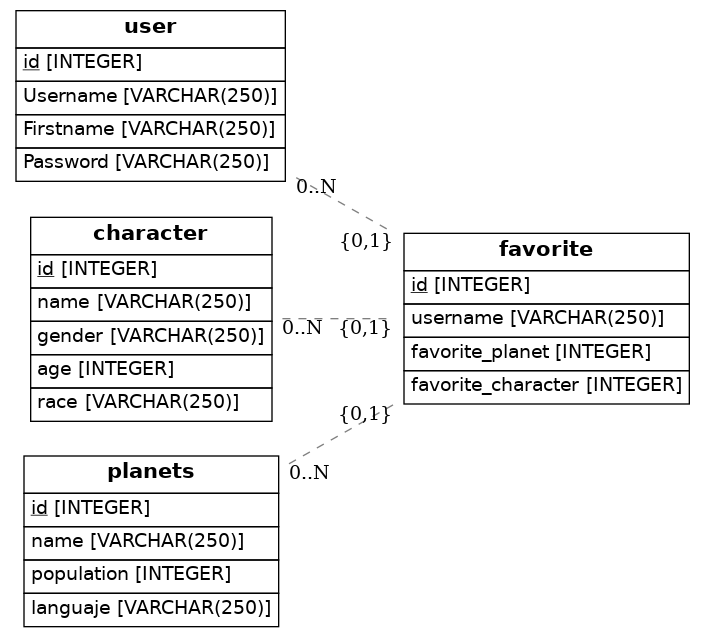 user
id [INTEGER]
Username [VARCHAR(250)]
Firstname [VARCHAR(250)]
Password [VARCHAR(250)]
0..N
{0,1}
character
id [INTEGER]
name [VARCHAR(250)]
gender [VARCHAR(250)]
age [INTEGER]
race [VARCHAR(250)]
0..N
{0,1}
favorite
id [INTEGER]
username [VARCHAR(250)]
favorite_planet [INTEGER]
favorite_character [INTEGER]
{0,1}
0..N
planets
id [INTEGER]
name [VARCHAR(250)]
population [INTEGER]
languaje [VARCHAR(250)]